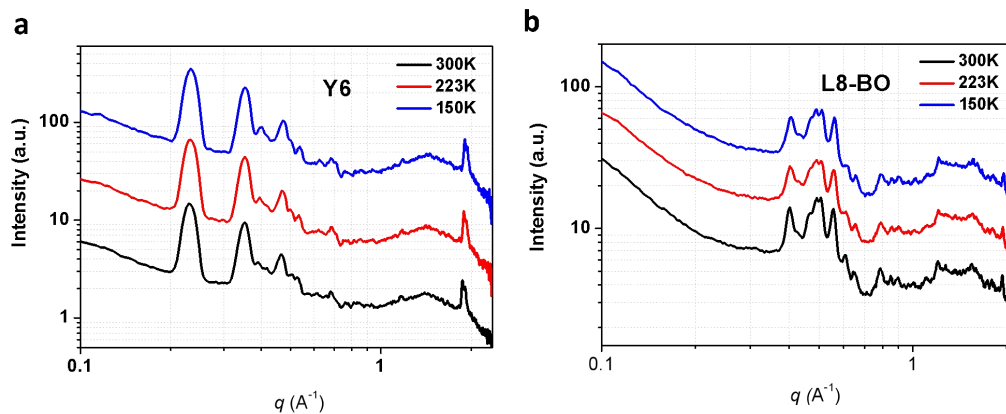 a
Y6
300K
223K
150K
100
10
1
0.1
1
Intensity (a.u.)
q (A⁻¹)
b
L8-BO
300K
223K
150K
100
10
0.1
1
Intensity (a.u.)
q (A⁻¹)